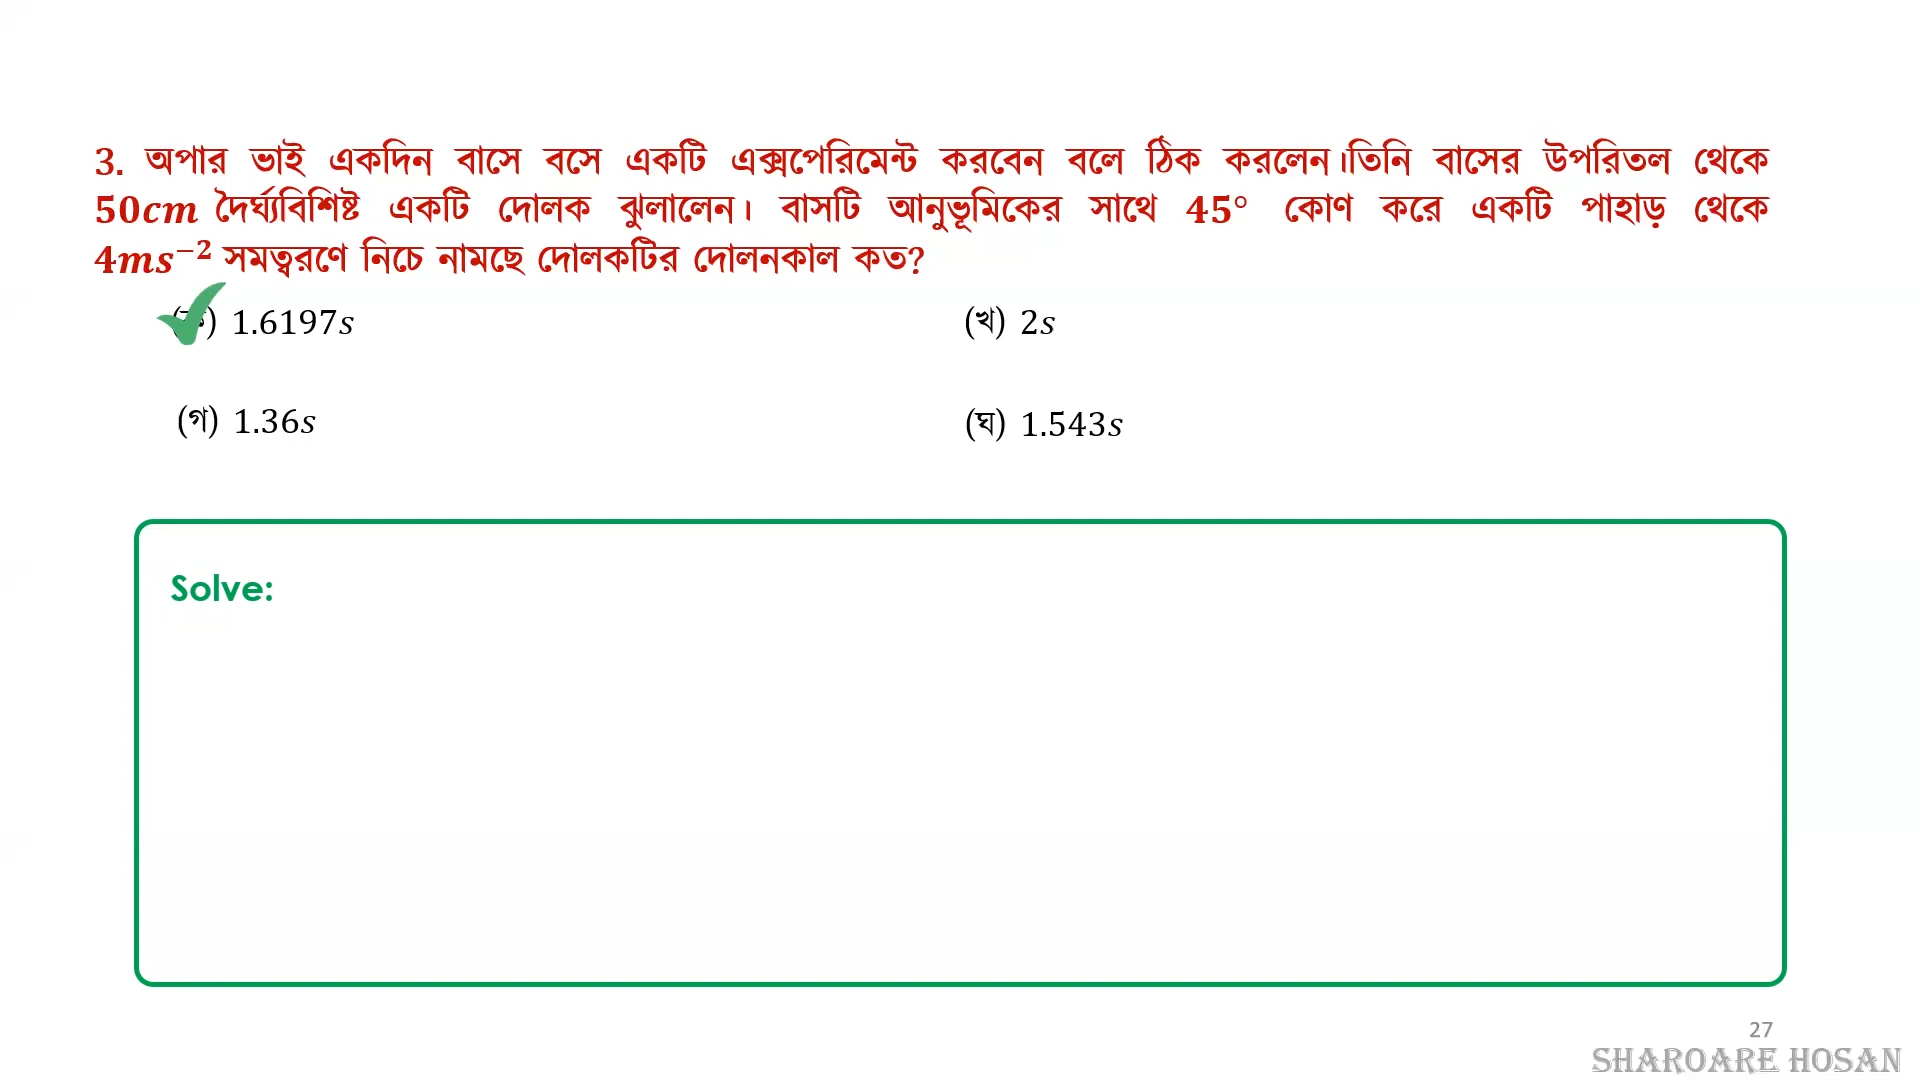 3. অপার ভাই একদিন বাসে বসে একটি এক্সপেরিমেন্ট করবেন বলে ঠিক করলেন।তিনি বাসের উপরিতল থেকে
50cm দৈর্ঘ্যবিশিষ্ট একটি দোলক ঝুলালেন। বাসটি আনুভূমিকের সাথে 45° কোণ করে একটি পাহাড় থেকে
4ms⁻² সমত্বরণে নিচে নামছে দোলকটির দোলনকাল কত?
(ক) 1.6197s (খ) 2s
(গ) 1.36s (ঘ) 1.543s
Solve:
27
SHAROARE HOSAN